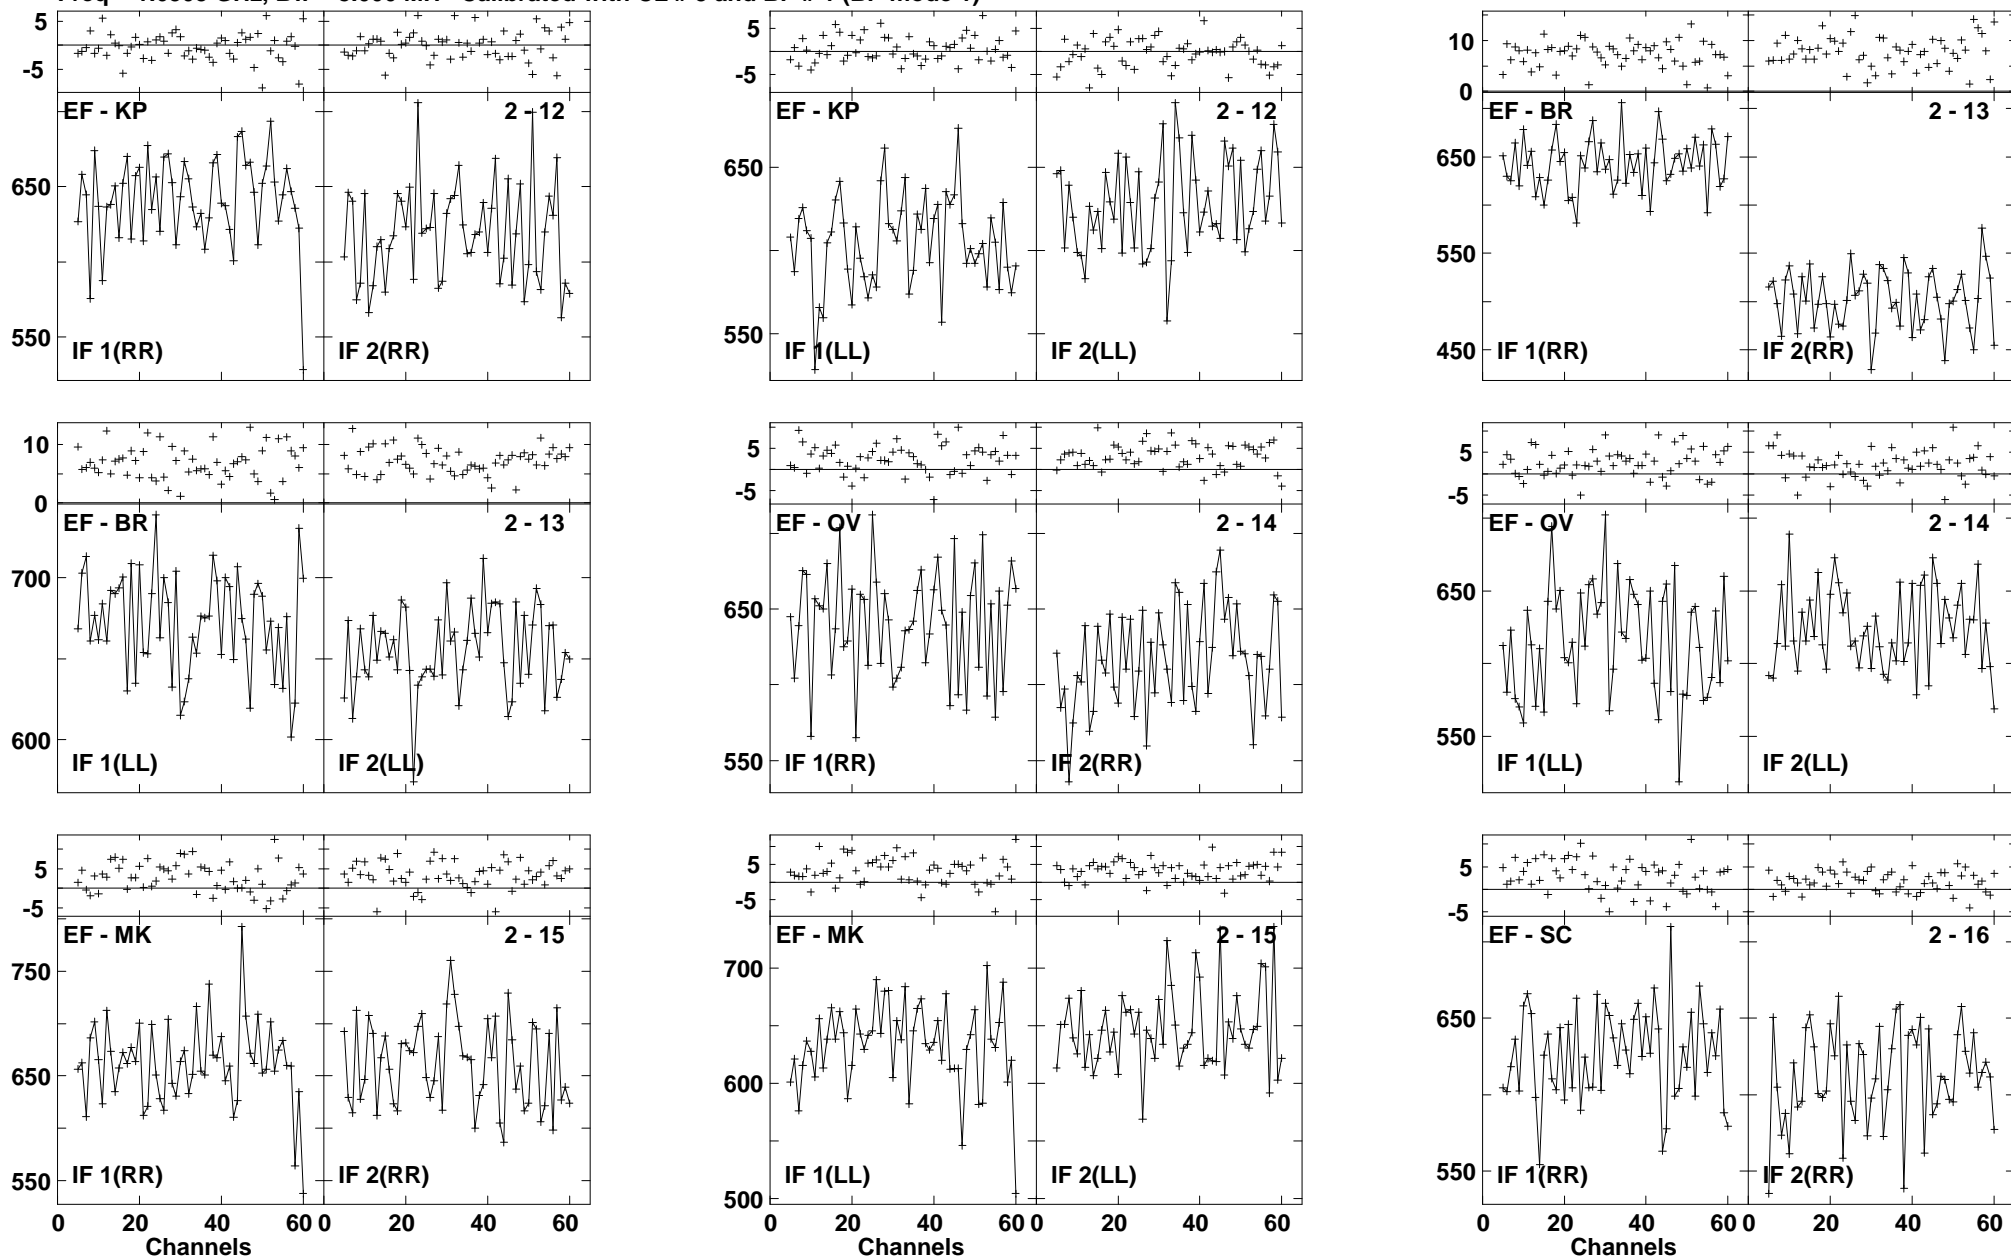 5 5 10
-5 -5 0
EF - KP 2 - 12 EF - KP 2 - 12 EF - BR 2 - 13
650 650 650
550
550 550 450
IF 1(RR) IF 2(RR) IF 1(LL) IF 2(LL) IF 1(RR) IF 2(RR)
10 5 5
0 -5 -5
EF - BR 2 - 13 EF - OV 2 - 14 EF - OV 2 - 14
700 650 650
600 550 550
IF 1(LL) IF 2(LL) IF 1(RR) IF 2(RR) IF 1(LL) IF 2(LL)
5 5 5
-5 -5 -5
EF - MK 2 - 15 EF - MK 2 - 15 EF - SC 2 - 16
750 700 650
650 600
550 500 550
IF 1(RR) IF 2(RR) IF 1(LL) IF 2(LL) IF 1(RR) IF 2(RR)
0 20 40 60 0 20 40 60 0 20 40 60 0 20 40 60 0 20 40 60 0 20 40 60
Channels Channels Channels